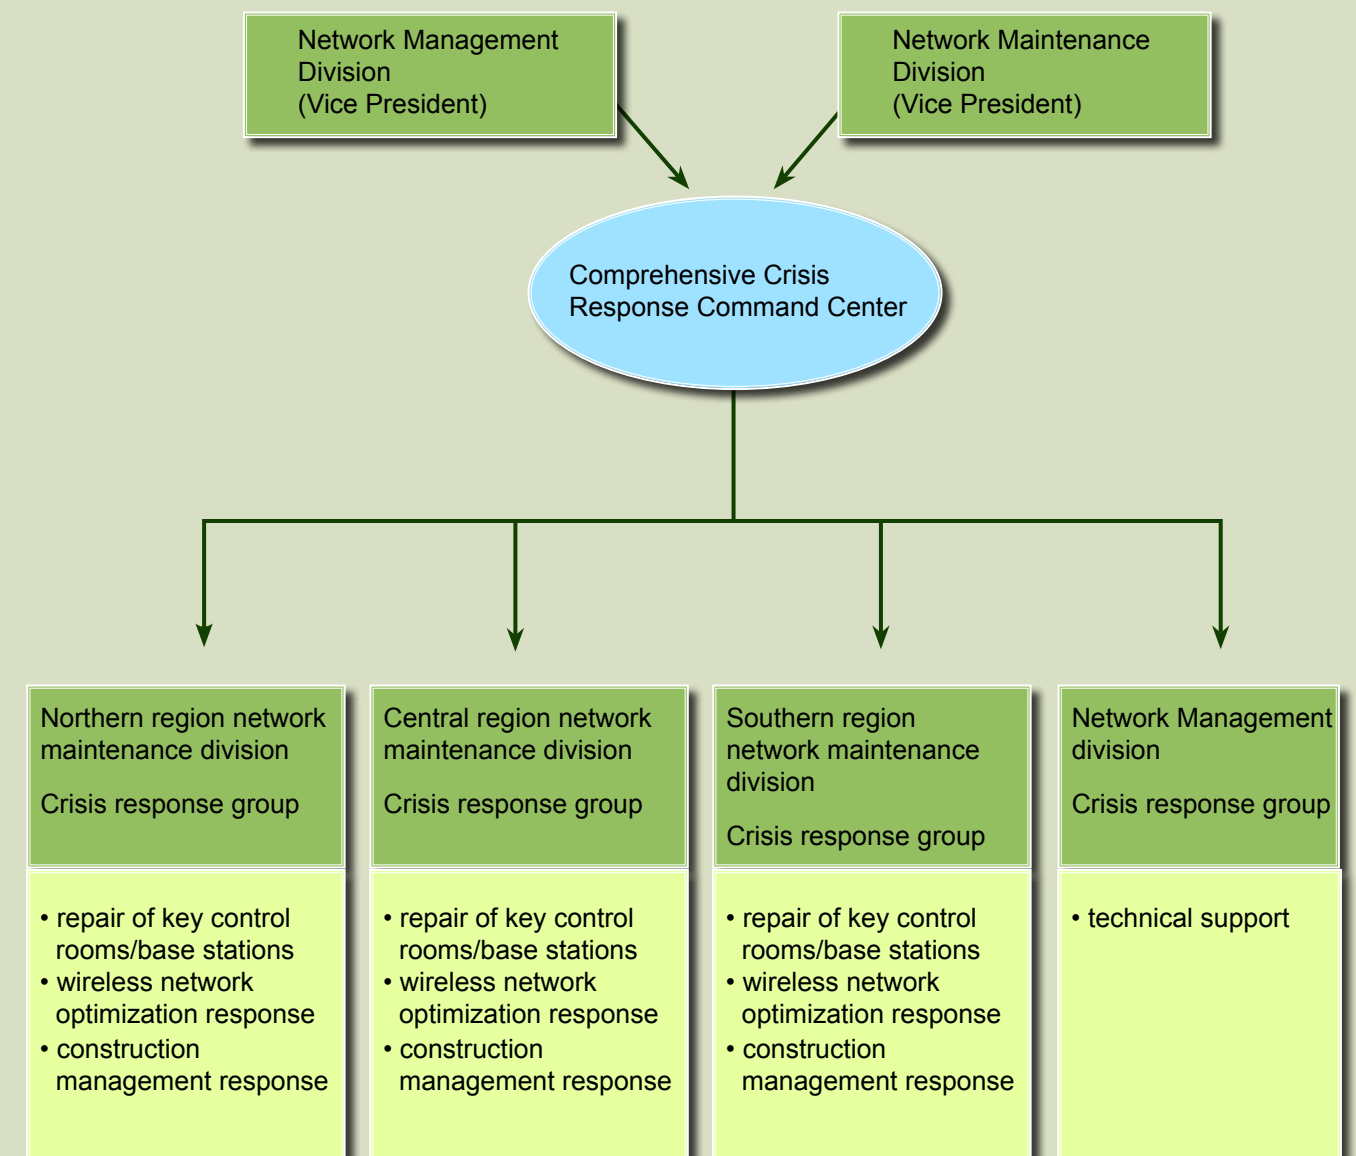 Network Management
Division
(Vice President)
Network Maintenance
Division
(Vice President)
Comprehensive Crisis
Response Command Center
Northern region network
maintenance division
Crisis response group
Central region network
maintenance division
Crisis response group
Southern region
network maintenance
division
Crisis response group
Network Management
division
Crisis response group
• repair of key control
rooms/base stations
• wireless network
optimization response
• construction
management response
• repair of key control
rooms/base stations
• wireless network
optimization response
• construction
management response
• repair of key control
rooms/base stations
• wireless network
optimization response
• construction
management response
• technical support